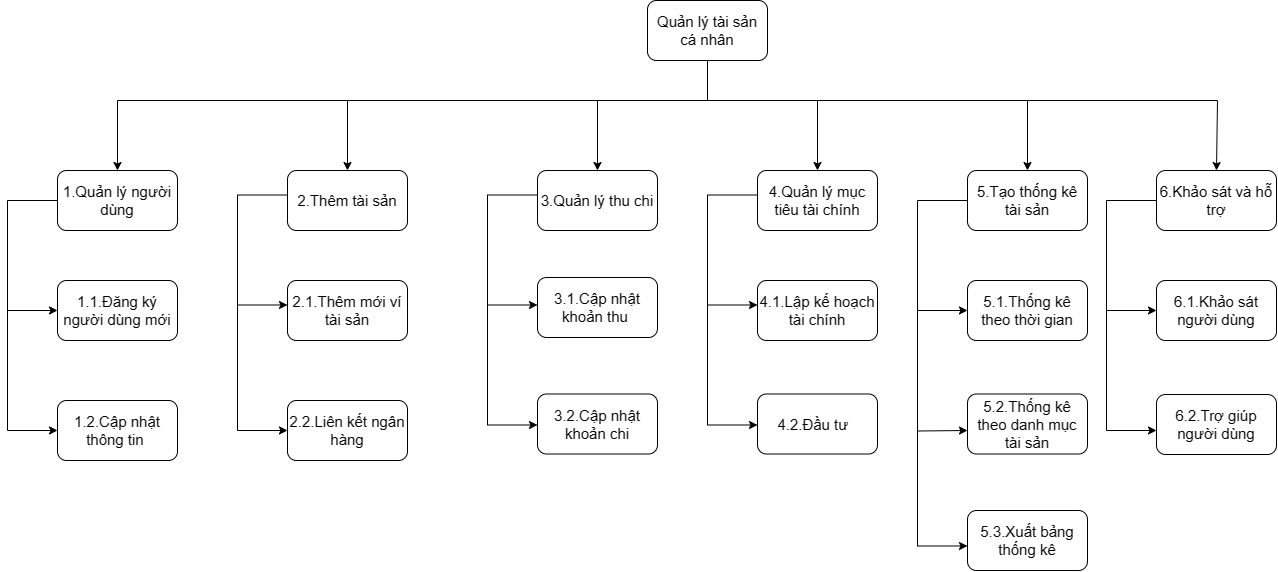 Quản lý tài sản
cá nhân
1.Quản lý người
dùng
2.Thêm tài sản
3.Quản lý thu chi
4.Quản lý mục
tiêu tài chính
5.Tạo thống kê
tài sản
6.Khảo sát và hỗ
trợ
1.1.Đăng ký
người dùng mới
2.1.Thêm mới ví
tài sản
3.1.Cập nhật
khoản thu
4.1.Lập kế hoạch
tài chính
5.1.Thống kê
theo thời gian
6.1.Khảo sát
người dùng
1.2.Cập nhật
thông tin
2.2.Liên kết ngân
hàng
3.2.Cập nhật
khoản chi
4.2.Đầu tư
5.2.Thống kê
theo danh mục
tài sản
6.2.Trợ giúp
người dùng
5.3.Xuất bảng
thống kê